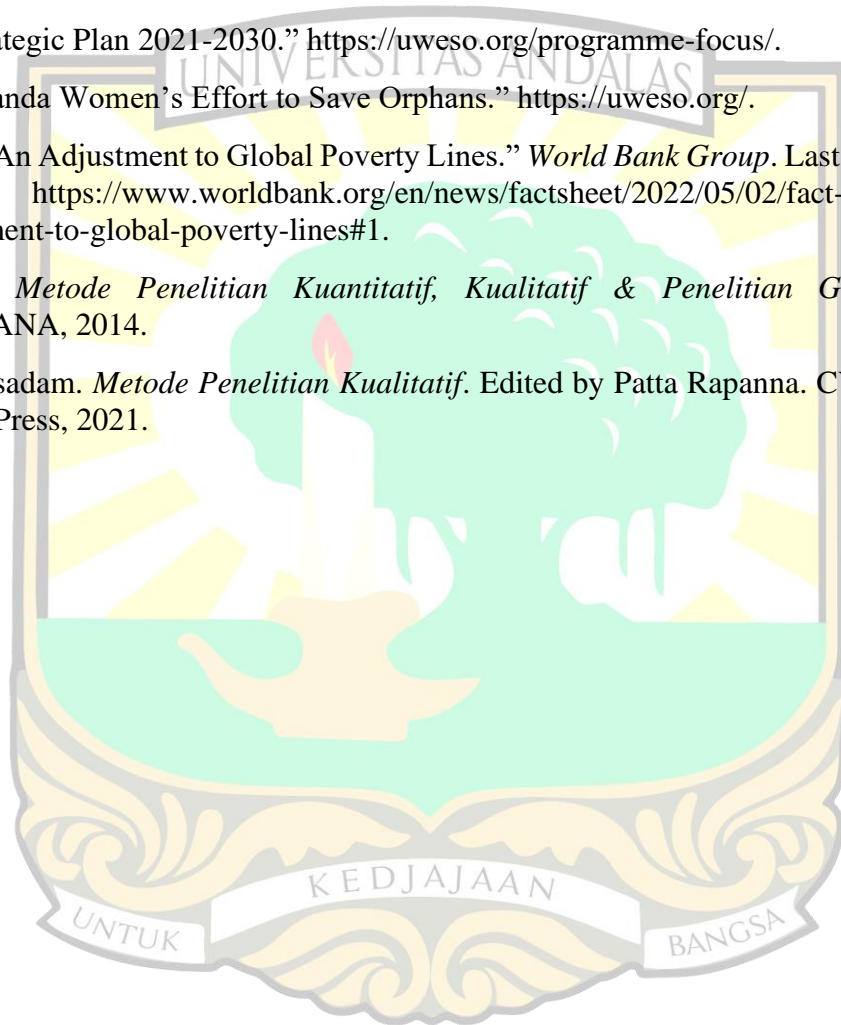 ategic Plan 2021-2030.” https://uweso.org/programme-focus/.
UNIVERSITAS ANDALAS
anda Women’s Effort to Save Orphans.” https://uweso.org/.
An Adjustment to Global Poverty Lines.” World Bank Group. Last
https://www.worldbank.org/en/news/factsheet/2022/05/02/fact-
nent-to-global-poverty-lines#1.
Metode Penelitian Kuantitatif, Kualitatif & Penelitian G
ANA, 2014.
sadam. Metode Penelitian Kualitatif. Edited by Patta Rapanna. C
Press, 2021.
KEDJAJAAN
UNTUK
BANGSA